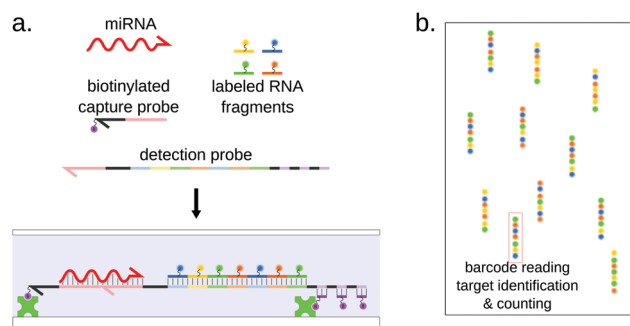 a.
miRNA
biotinylated
capture probe
labeled RNA
fragments
detection probe
b.
barcode reading
target identification
& counting